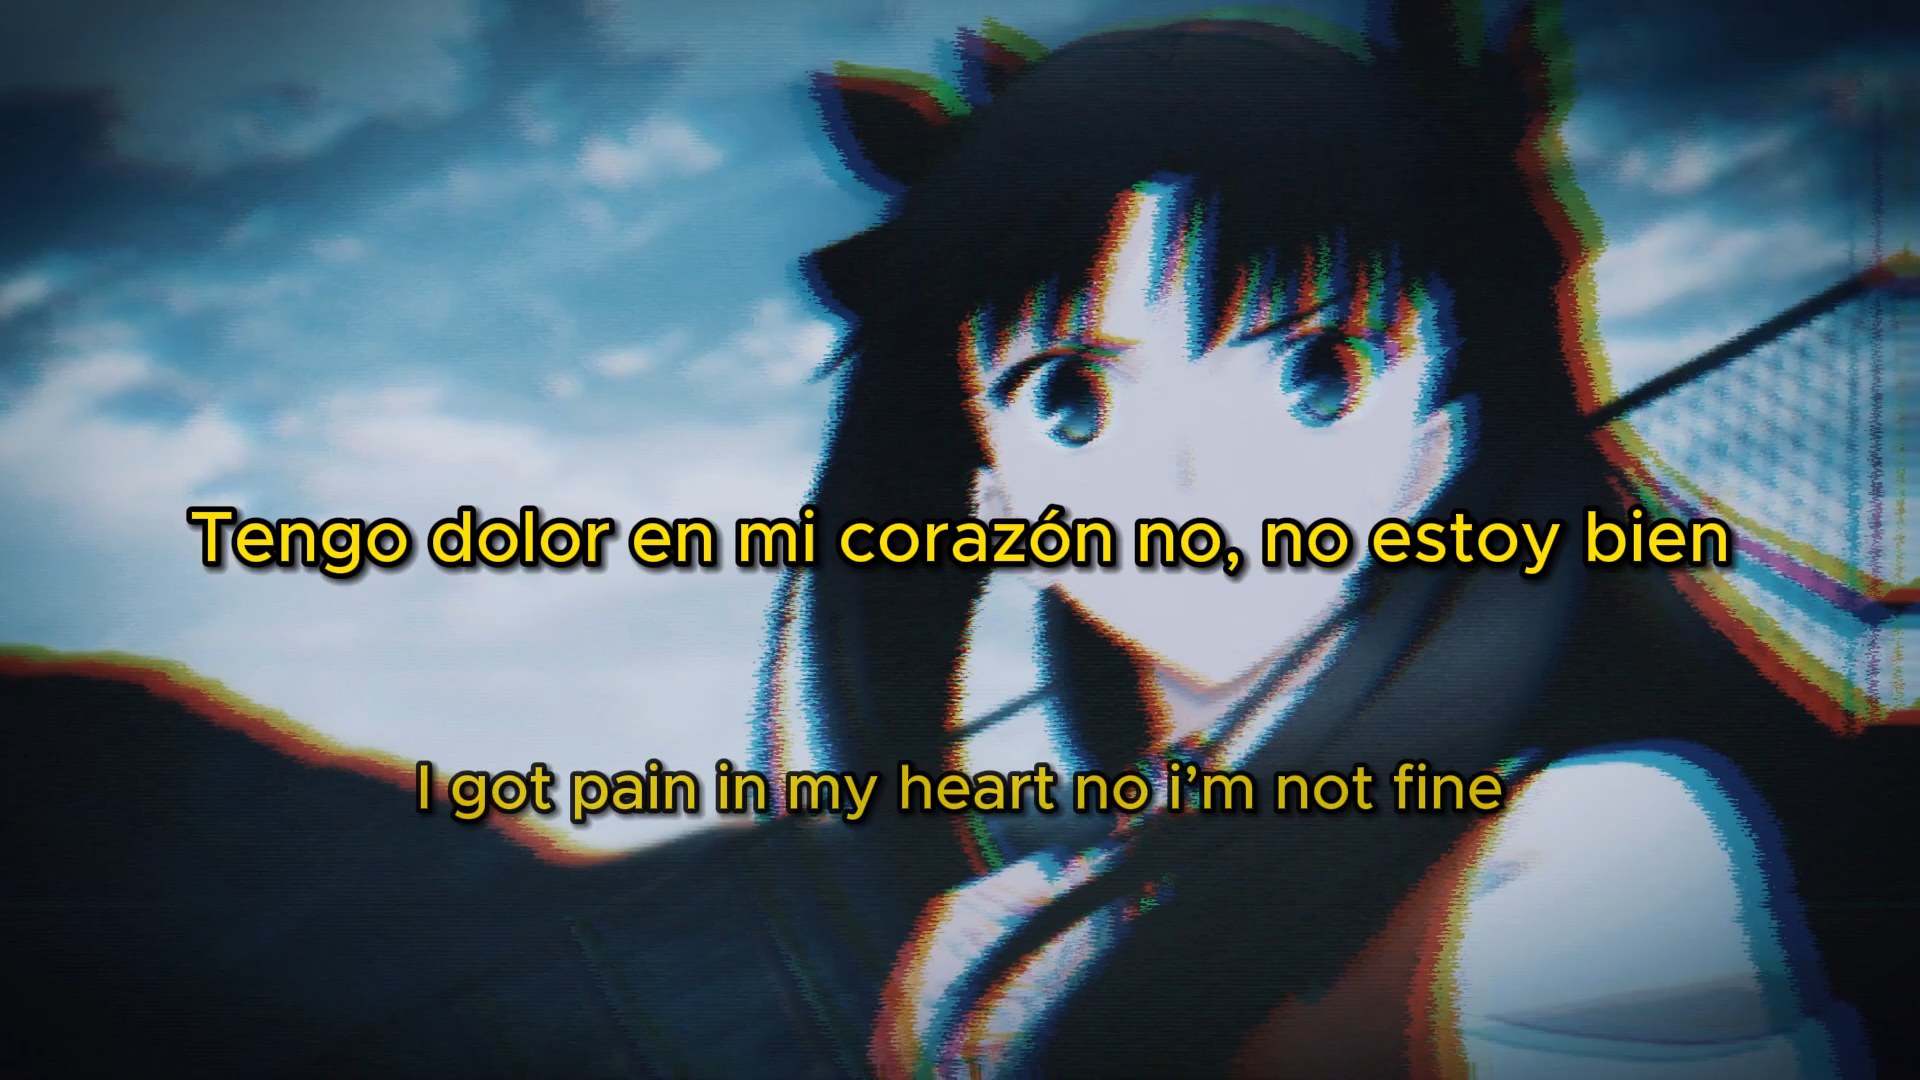 Tengo dolor en mi corazón no, no estoy bien
I got pain in my heart no i’m not fine